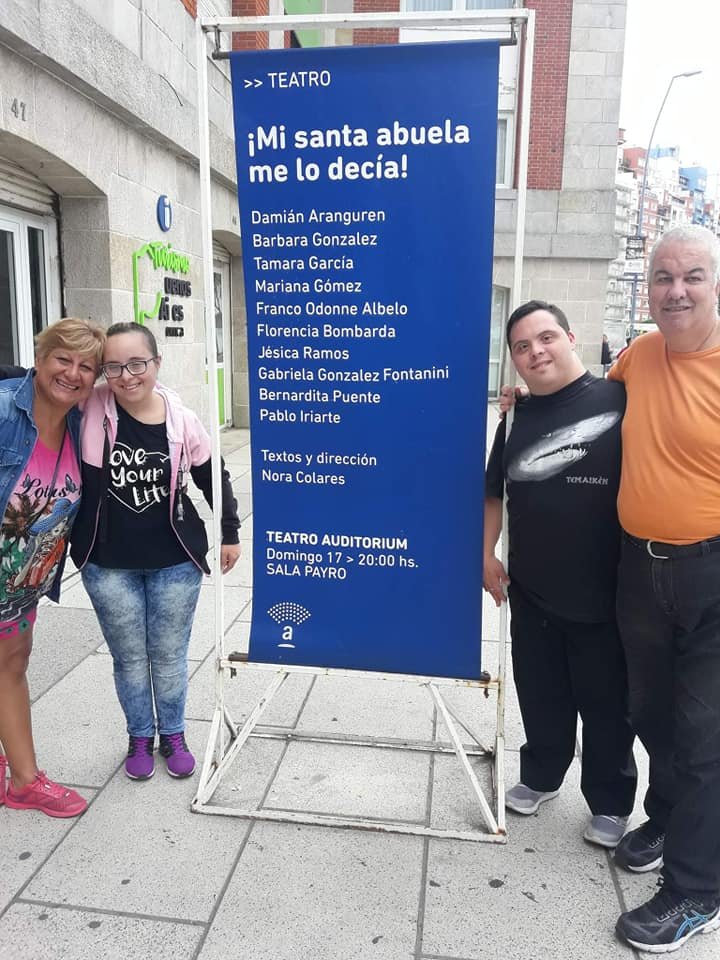 >> TEATRO
¡Mi santa abuela
me lo decía!
Damián Aranguren
Barbara Gonzalez
Tamara García
Mariana Gómez
Franco Odonne Albelo
Florencia Bombarda
Jésica Ramos
Gabriela Gonzalez Fontanini
Bernardita Puente
Pablo Iriarte
Textos y dirección
Nora Colares
TEATRO AUDITORIUM
Domingo 17 > 20:00 hs.
SALA PAYRO
a
47
i
Turismo
Love
Your
Life
Lotus
TEMAIKÈN